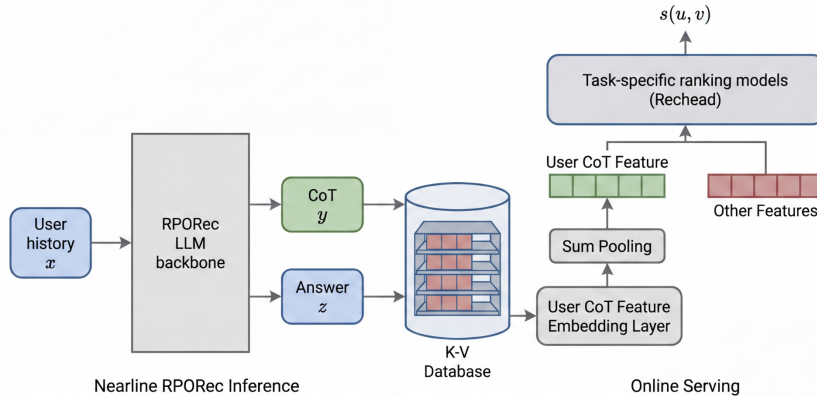 s(u, v)
Task-specific ranking models
(Rechead)
User CoT Feature
Other Features
Sum Pooling
User CoT Feature
Embedding Layer
User
history
x
RPORec
LLM
backbone
CoT
y
Answer
z
K-V
Database
Nearline RPORec Inference
Online Serving